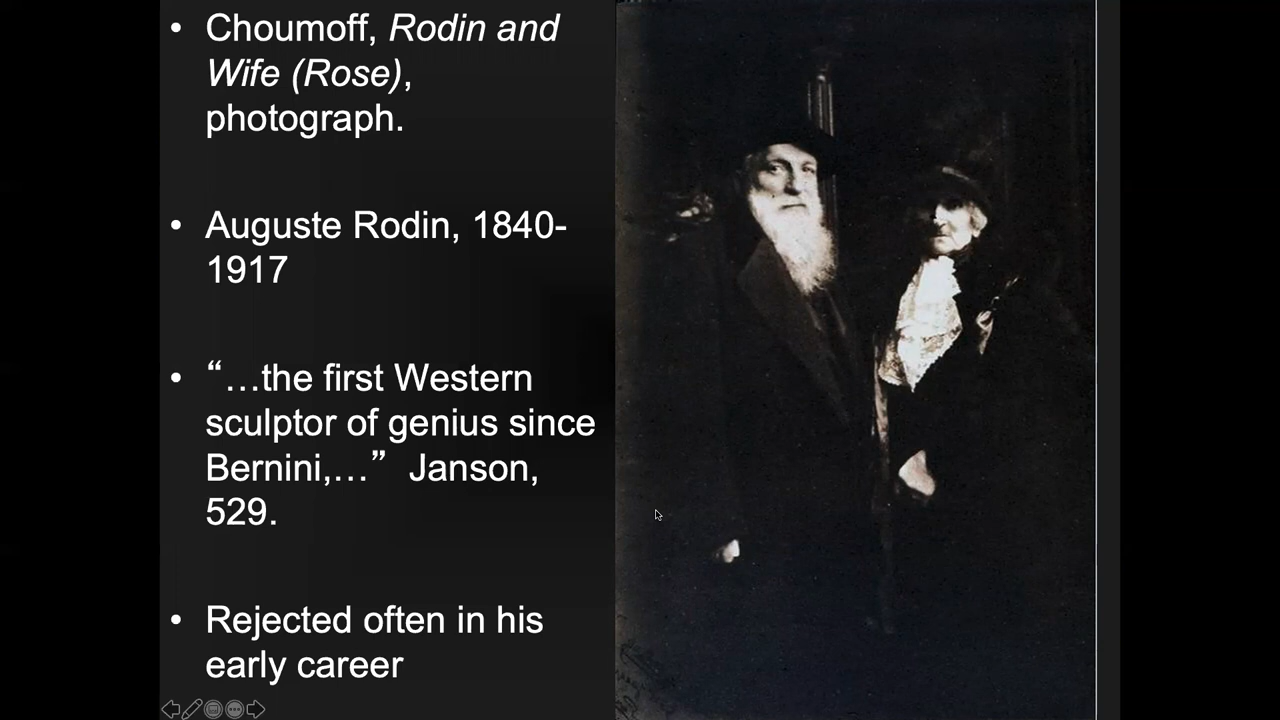 • Choumoff, Rodin and
Wife (Rose),
photograph.
• Auguste Rodin, 1840-
1917
• “…the first Western
sculptor of genius since
Bernini,…” Janson,
529.
• Rejected often in his
early career